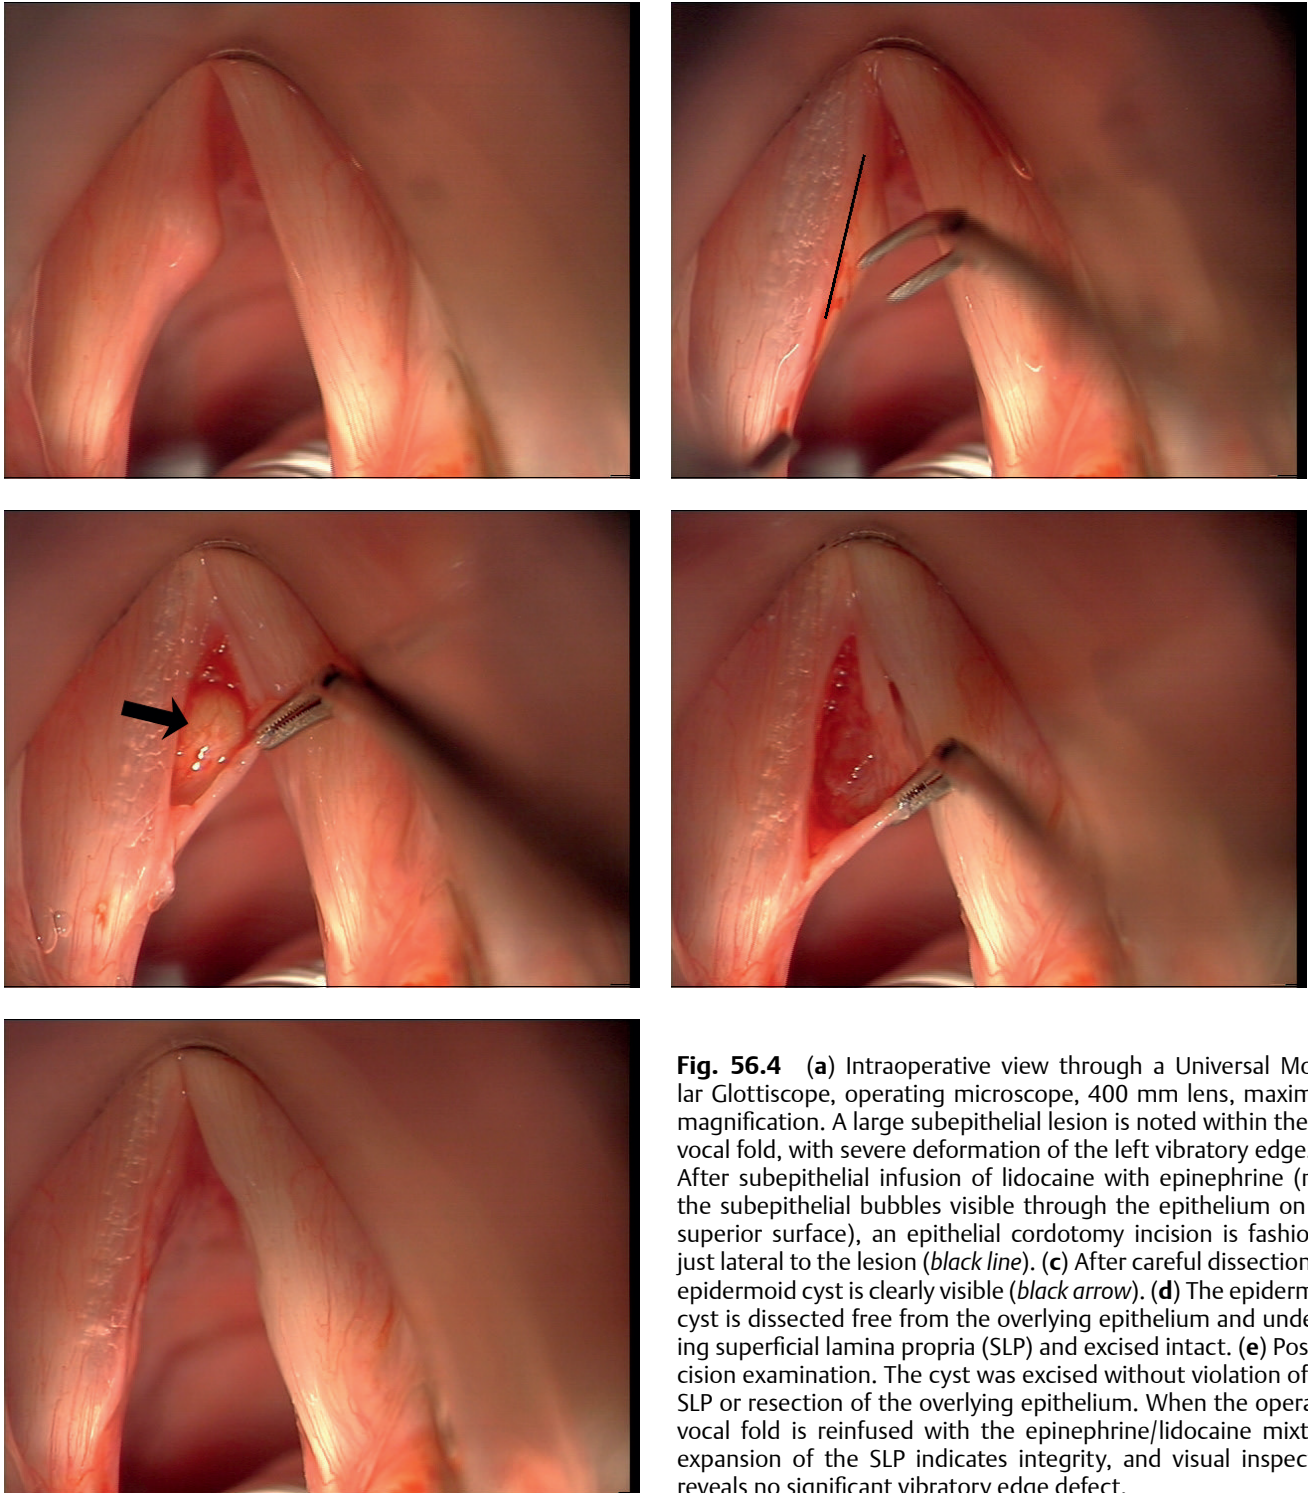 Fig. 56.4 (a) Intraoperative view through a Universal Mo
lar Glottiscope, operating microscope, 400 mm lens, maxim
magnification. A large subepithelial lesion is noted within the
vocal fold, with severe deformation of the left vibratory edge.
After subepithelial infusion of lidocaine with epinephrine (
the subepithelial bubbles visible through the epithelium on
superior surface), an epithelial cordotomy incision is fashio
just lateral to the lesion (black line). (c) After careful dissection
epidermoid cyst is clearly visible (black arrow). (d) The epiderm
cyst is dissected free from the overlying epithelium and unde
ing superficial lamina propria (SLP) and excised intact. (e) Pos
cision examination. The cyst was excised without violation of
SLP or resection of the overlying epithelium. When the opera
vocal fold is reinfused with the epinephrine/lidocaine mixt
expansion of the SLP indicates integrity, and visual inspec
reveals no significant vibratory edge defect.